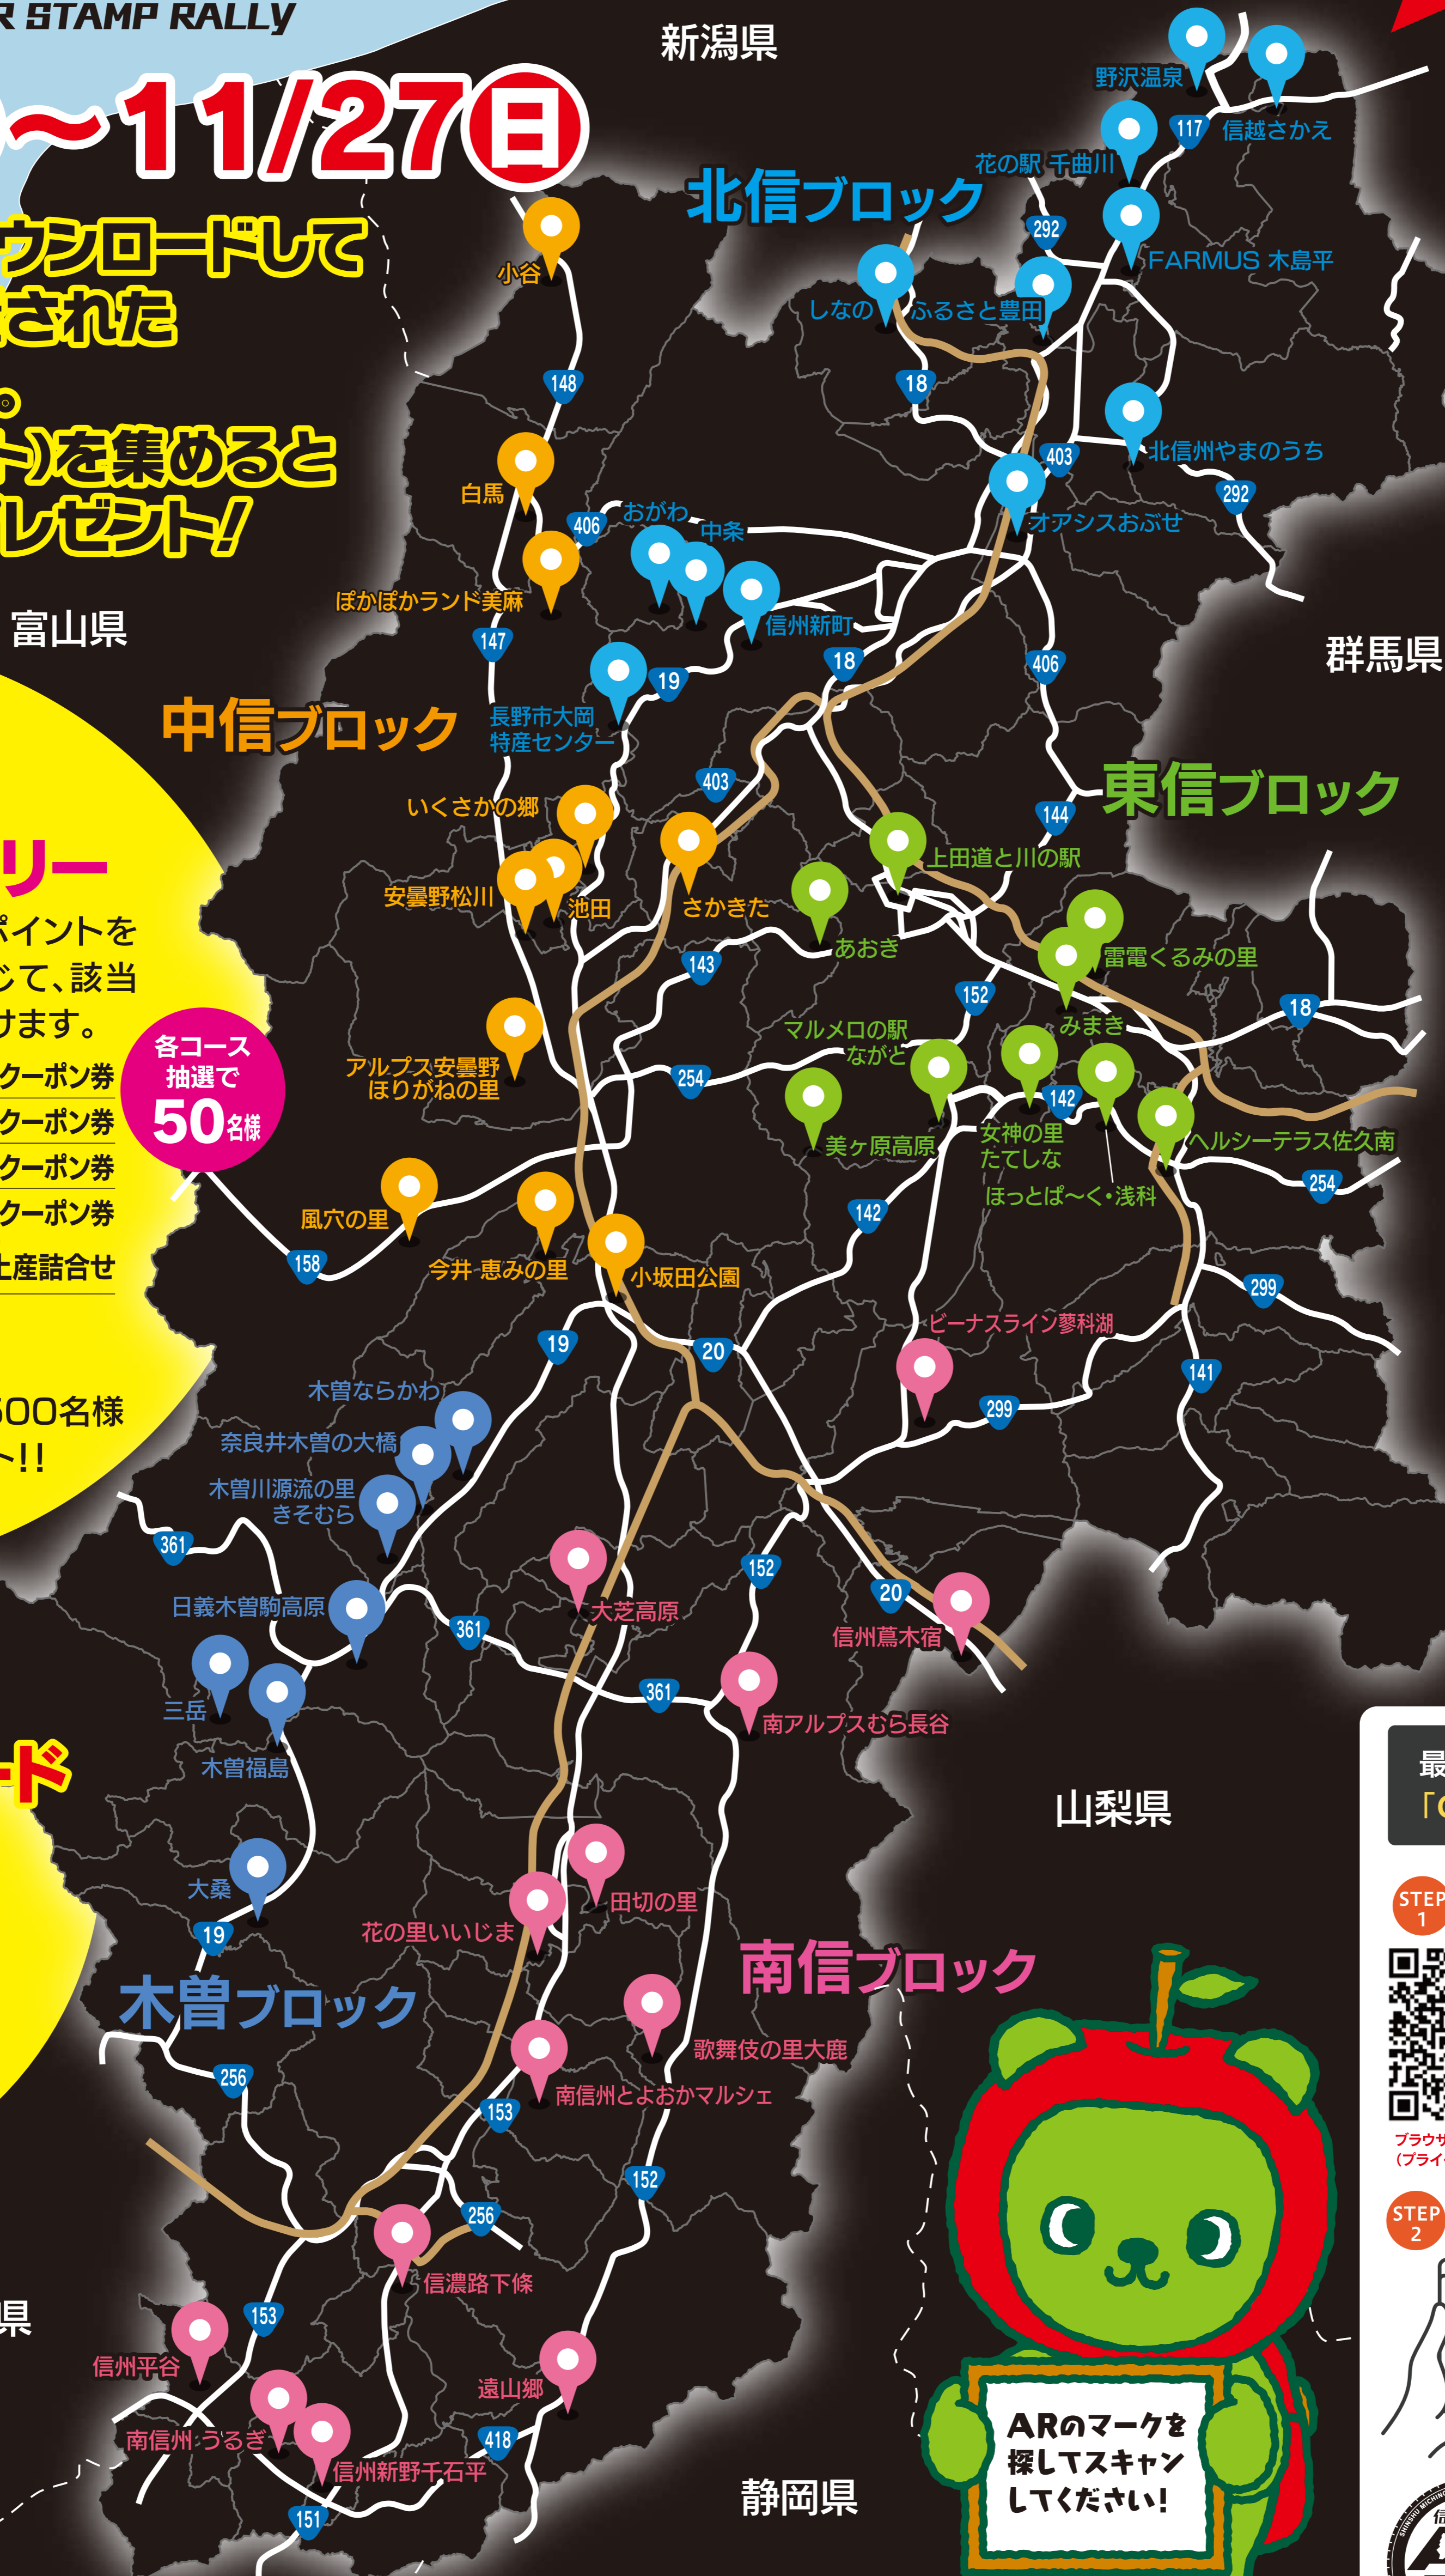 R STAMP RALLY
〜11/27日
ウンロードして
された
。
ト)を集めると
プレゼント!
新潟県
富山県
群馬県
山梨県
静岡県
県
北信ブロック
野沢温泉
信越さかえ
117
花の駅 千曲川
292
FARMUS 木島平
しなの
ふるさと豊田
18
403
北信州やまのうち
292
オアシスおぶせ
おがわ
中条
信州新町
18
406
19
長野市大岡
特産センター
中信ブロック
小谷
148
白馬
406
ぽかぽかランド美麻
147
403
いくさかの郷
安曇野松川
池田
さかきた
143
アルプス安曇野
ほりがねの里
254
風穴の里
158
今井 恵みの里
小坂田公園
19
20
東信ブロック
144
上田道と川の駅
あおき
雷電くるみの里
みまき
152
18
マルメロの駅
ながと
美ヶ原高原
女神の里
たてしな
142
ほっとぱ〜く・浅科
ヘルシーテラス佐久南
254
142
299
141
リー
ポイントを
じて、該当
けます。
クーポン券
クーポン券
クーポン券
クーポン券
土産詰合せ
各コース
抽選で
50名様
500名様
ト!!
ード
木曽ブロック
木曽ならかわ
奈良井木曽の大橋
木曽川源流の里
きそむら
361
日義木曽駒高原
361
三岳
木曽福島
大桑
19
256
南信ブロック
ビーナスライン蓼科湖
299
大芝高原
152
20
信州蔦木宿
361
南アルプスむら長谷
田切の里
花の里いいじま
歌舞伎の里大鹿
南信州とよおかマルシェ
153
152
256
信濃路下條
153
信州平谷
遠山郷
南信州 うるぎ
信州新野千石平
418
151
ARのマークを
探してスキャン
してください!
最
STEP
1
ブラウサ
(プライ
STEP
2